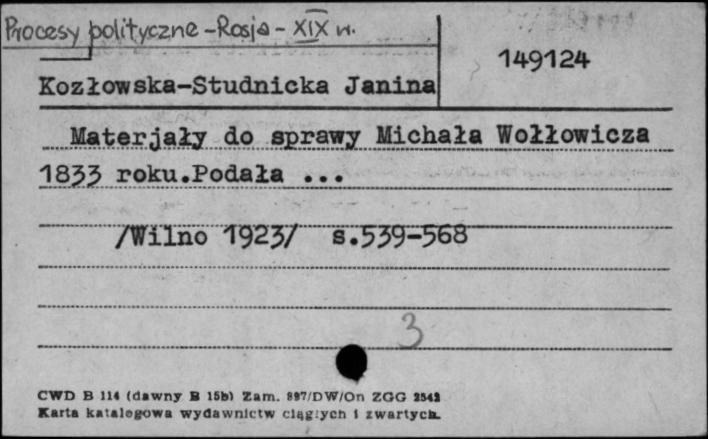 Procesy polityczne - Rosja - XIX w.
149124
Kozłowska-Studnicka Janina
Materjały do sprawy Michała Wołłowicza
1833 roku.Podała ...
/Wilno 1923/ s.539-568
3
CWD B 114 (dawny B 15b) Zam. 897/DW/On ZGG 2542
Karta katalogowa wydawnictw ciągłych i zwartych.